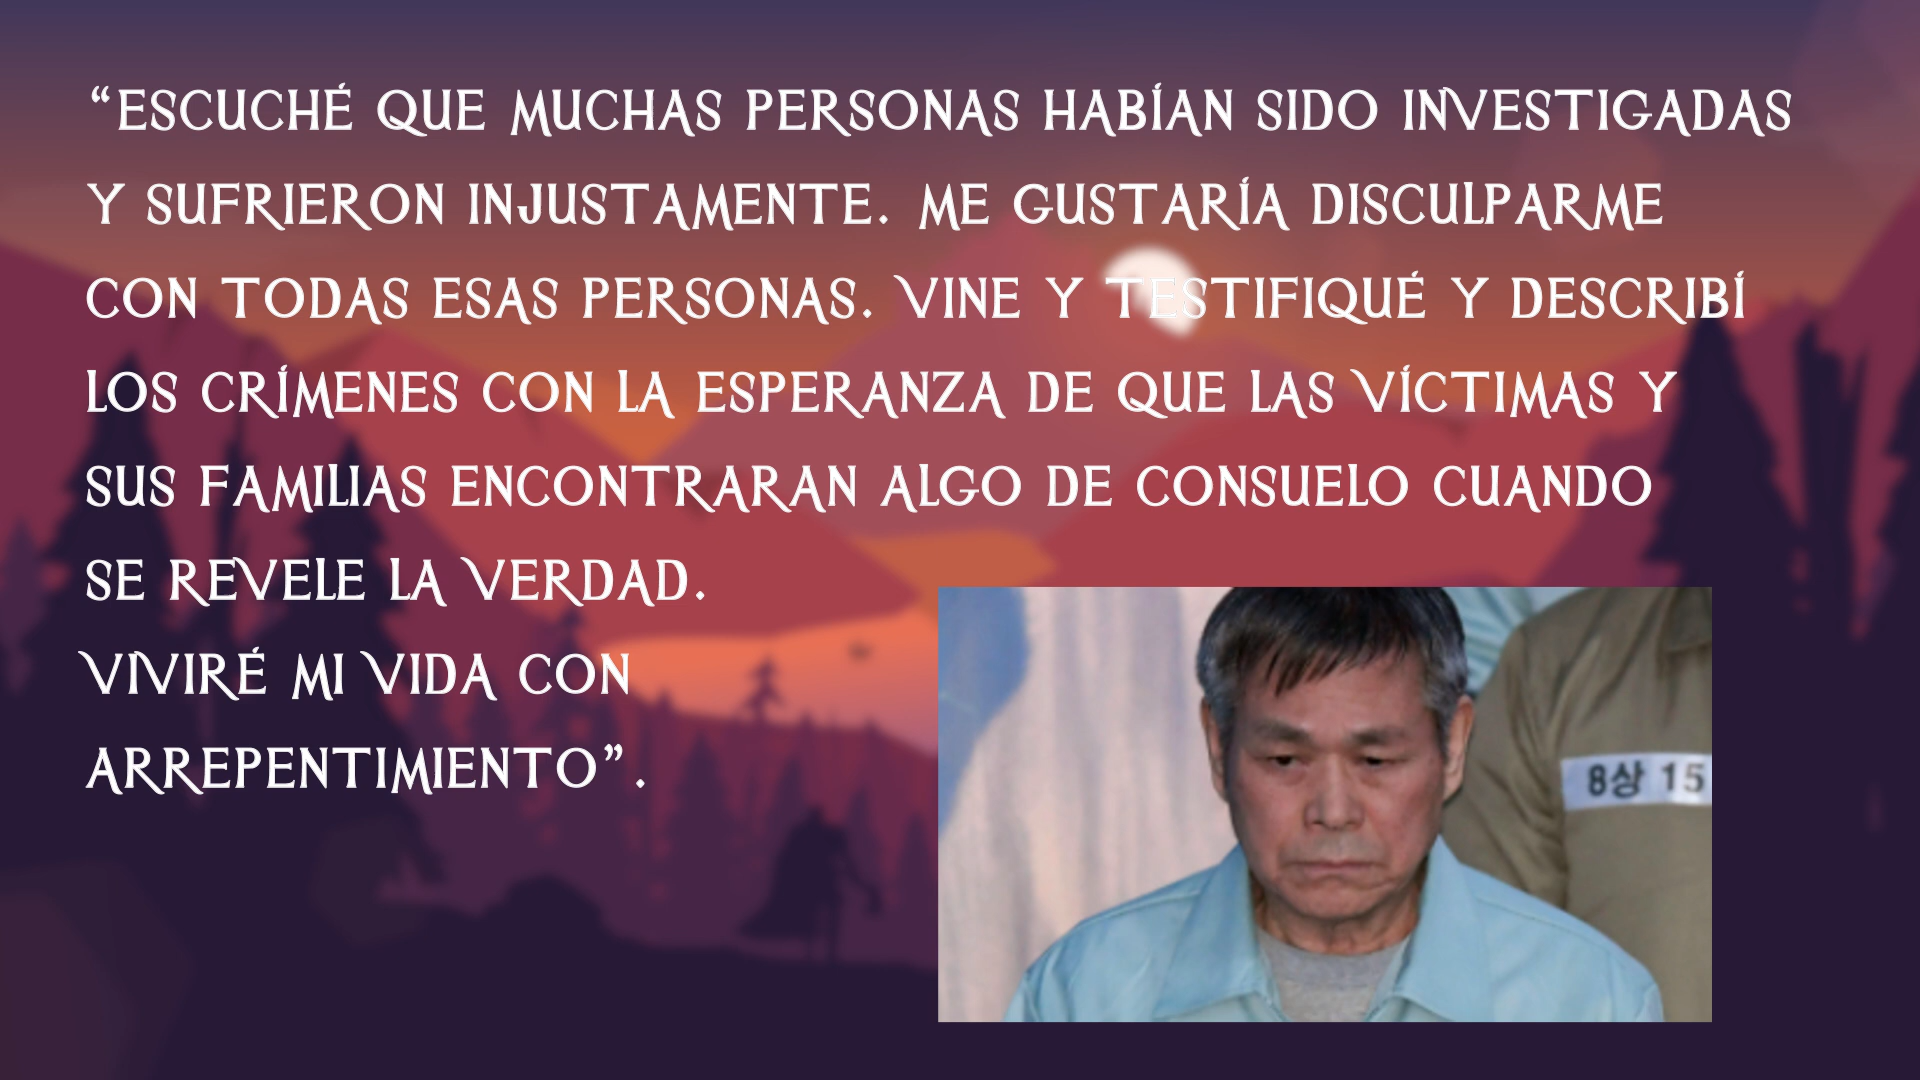 “ESCUCHÉ QUE MUCHAS PERSONAS HABÍAN SIDO INVESTIGADAS
Y SUFRIERON INJUSTAMENTE. ME GUSTARÍA DISCULPARME
CON TODAS ESAS PERSONAS. VINE Y TESTIFIQUÉ Y DESCRIBÍ
LOS CRÍMENES CON LA ESPERANZA DE QUE LAS VÍCTIMAS Y
SUS FAMILIAS ENCONTRARAN ALGO DE CONSUELO CUANDO
SE REVELE LA VERDAD.
VIVIRÉ MI VIDA CON
ARREPENTIMIENTO”.
8상 15